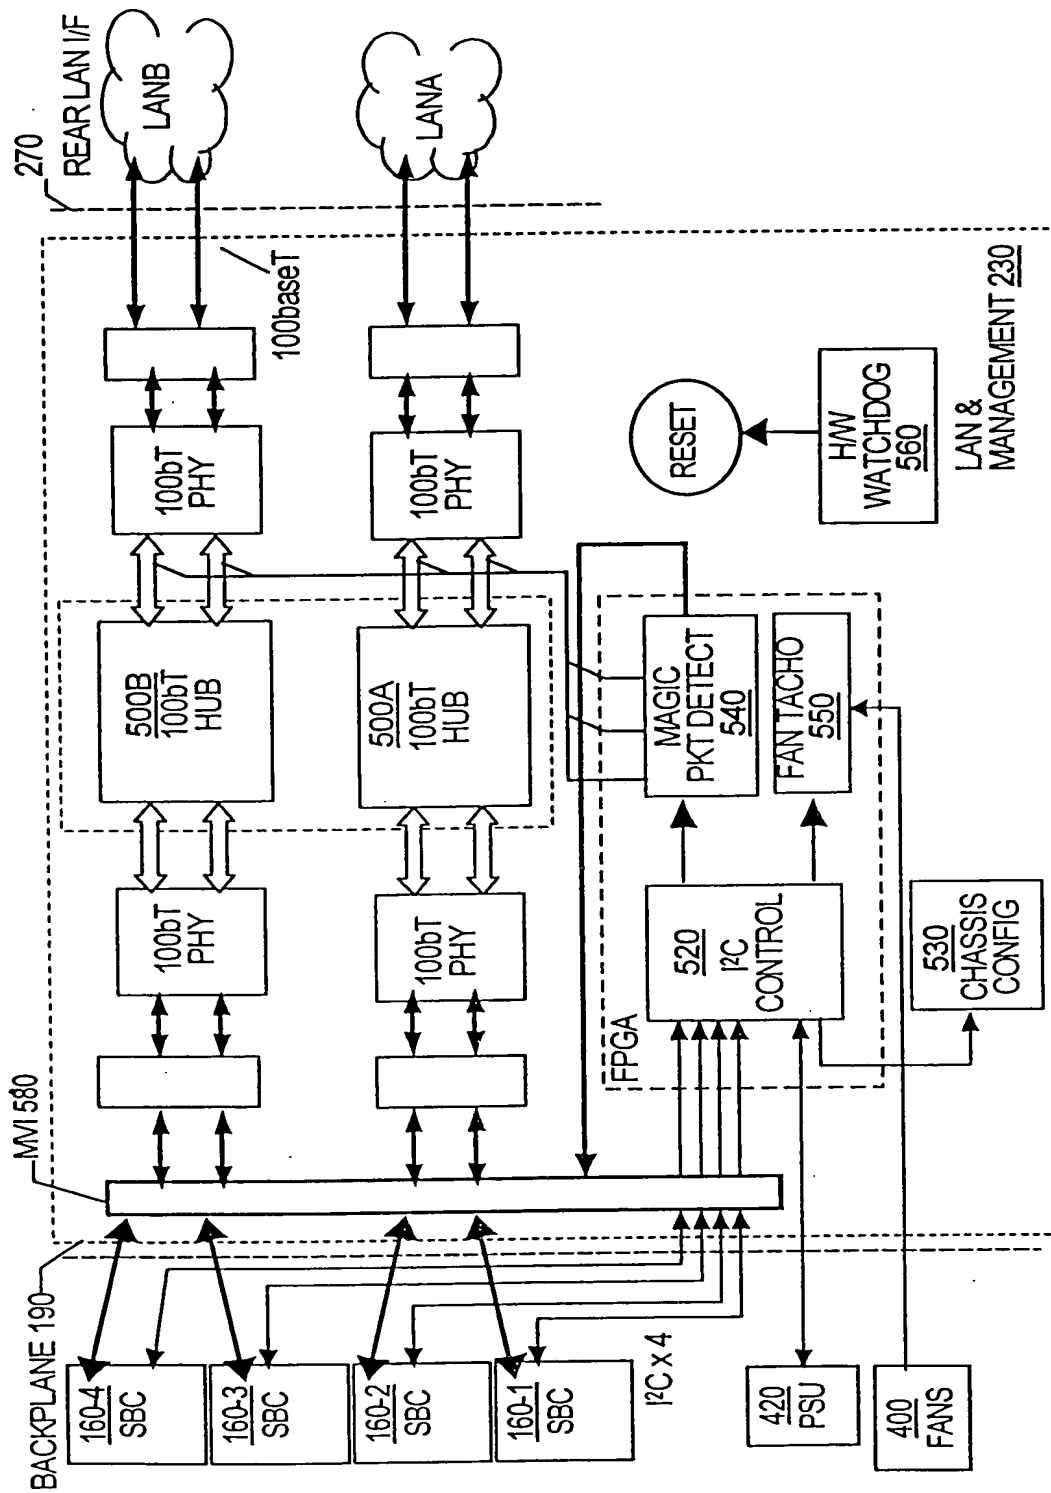 BACKPLANE 190
MVI 580
270
REAR LAN I/F
160-4
SBC
160-3
SBC
160-2
SBC
160-1
SBC
I²C x 4
420
PSU
400
FANS
100bT
PHY
500B
100bT
HUB
100bT
PHY
100baseT
LANB
100bT
PHY
500A
100bT
HUB
100bT
PHY
LANA
FPGA
520
I²C
CONTROL
MAGIC
PKT DETECT
540
FAN TACHO
550
530
CHASSIS
CONFIG
RESET
H/W
WATCHDOG
560
LAN &
MANAGEMENT 230